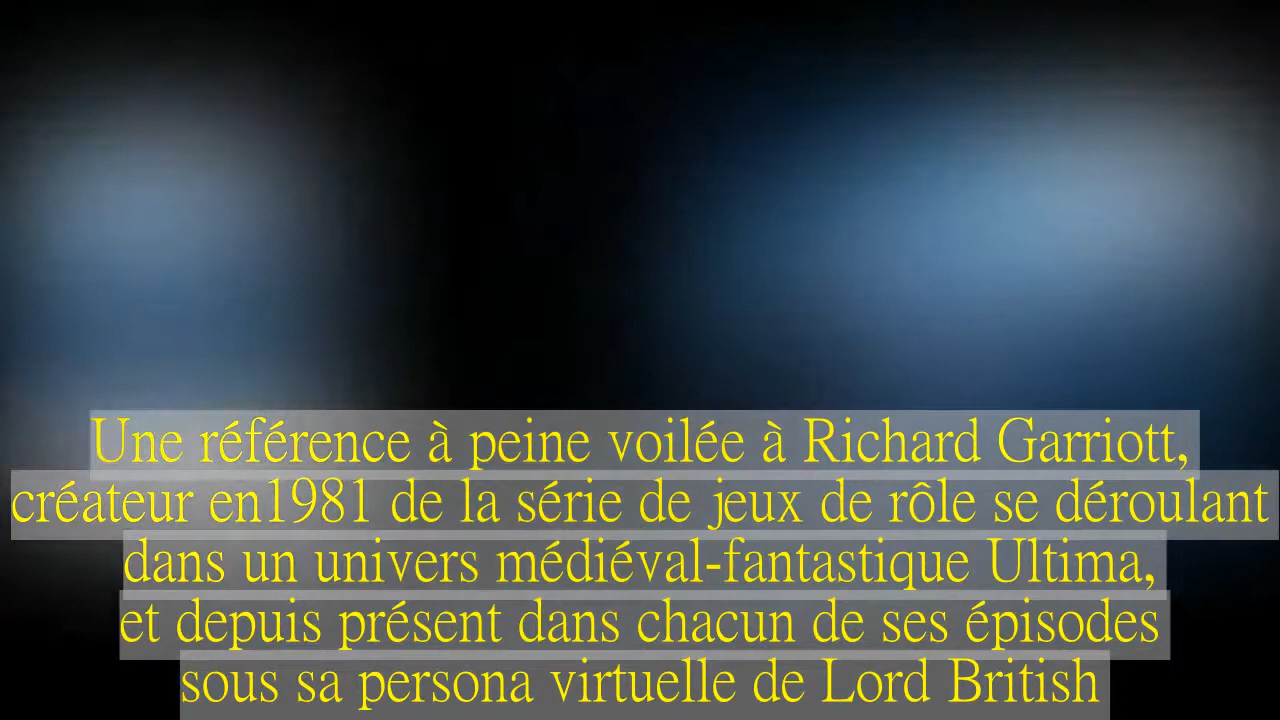 Une référence à peine voilée à Richard Garriott,
créateur en1981 de la série de jeux de rôle se déroulant
dans un univers médiéval-fantastique Ultima,
et depuis présent dans chacun de ses épisodes
sous sa persona virtuelle de Lord British